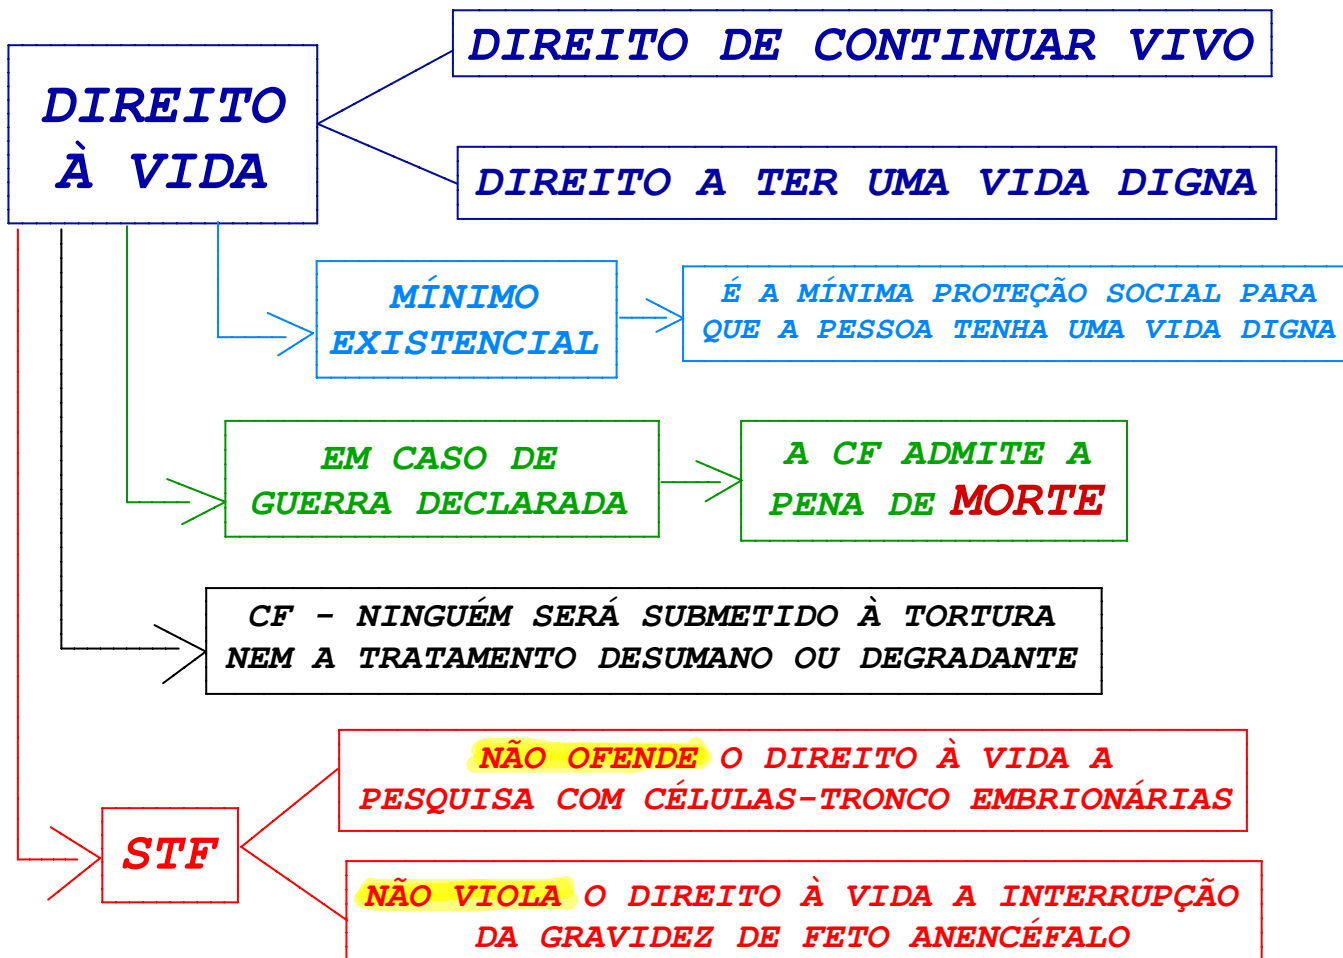 DIREITO
À VIDA
DIREITO DE CONTINUAR VIVO
DIREITO A TER UMA VIDA DIGNA
MÍNIMO
EXISTENCIAL
É A MÍNIMA PROTEÇÃO SOCIAL PARA
QUE A PESSOA TENHA UMA VIDA DIGNA
EM CASO DE
GUERRA DECLARADA
A CF ADMITE A
PENA DE MORTE
CF - NINGUÉM SERÁ SUBMETIDO À TORTURA
NEM A TRATAMENTO DESUMANO OU DEGRADANTE
STF
NÃO OFENDE O DIREITO À VIDA A
PESQUISA COM CÉLULAS-TRONCO EMBRIONÁRIAS
NÃO VIOLA O DIREITO À VIDA A INTERRUPÇÃO
DA GRAVIDEZ DE FETO ANENCÉFALO